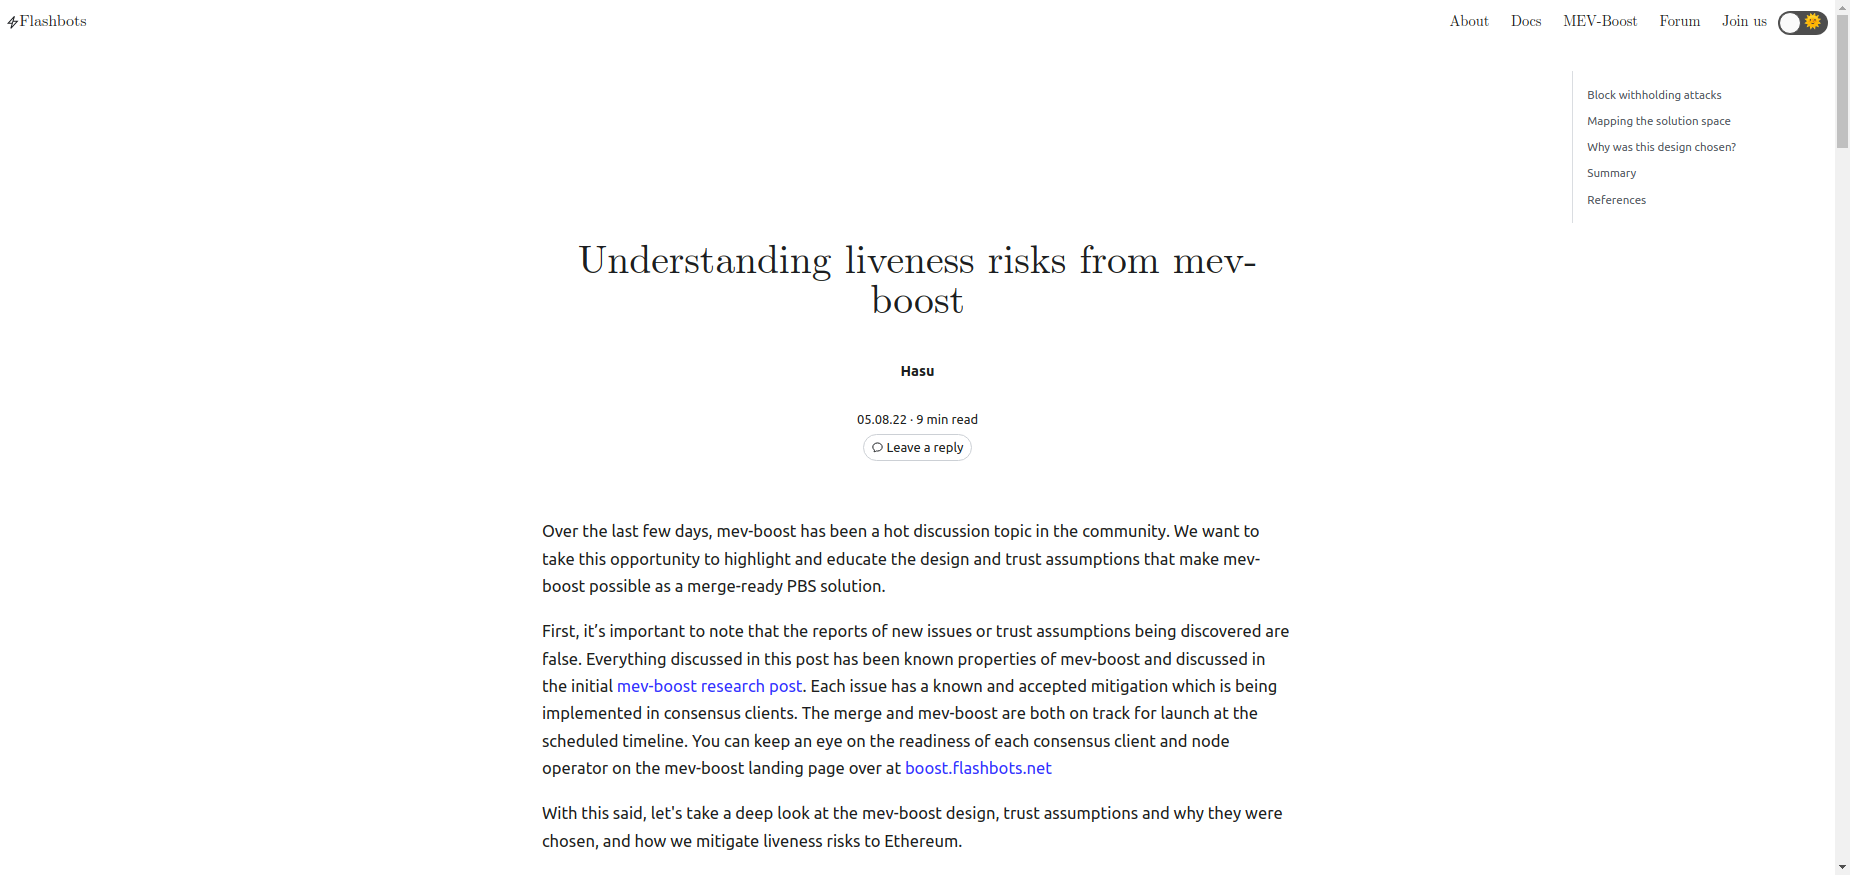 Flashbots
About Docs MEV-Boost Forum Join us
Block withholding attacks
Mapping the solution space
Why was this design chosen?
Summary
References
Understanding liveness risks from mev-
boost
Hasu
05.08.22 · 9 min read
Leave a reply
Over the last few days, mev-boost has been a hot discussion topic in the community. We want to
take this opportunity to highlight and educate the design and trust assumptions that make mev-
boost possible as a merge-ready PBS solution.
First, it’s important to note that the reports of new issues or trust assumptions being discovered are
false. Everything discussed in this post has been known properties of mev-boost and discussed in
the initial mev-boost research post. Each issue has a known and accepted mitigation which is being
implemented in consensus clients. The merge and mev-boost are both on track for launch at the
scheduled timeline. You can keep an eye on the readiness of each consensus client and node
operator on the mev-boost landing page over at boost.flashbots.net
With this said, let's take a deep look at the mev-boost design, trust assumptions and why they were
chosen, and how we mitigate liveness risks to Ethereum.